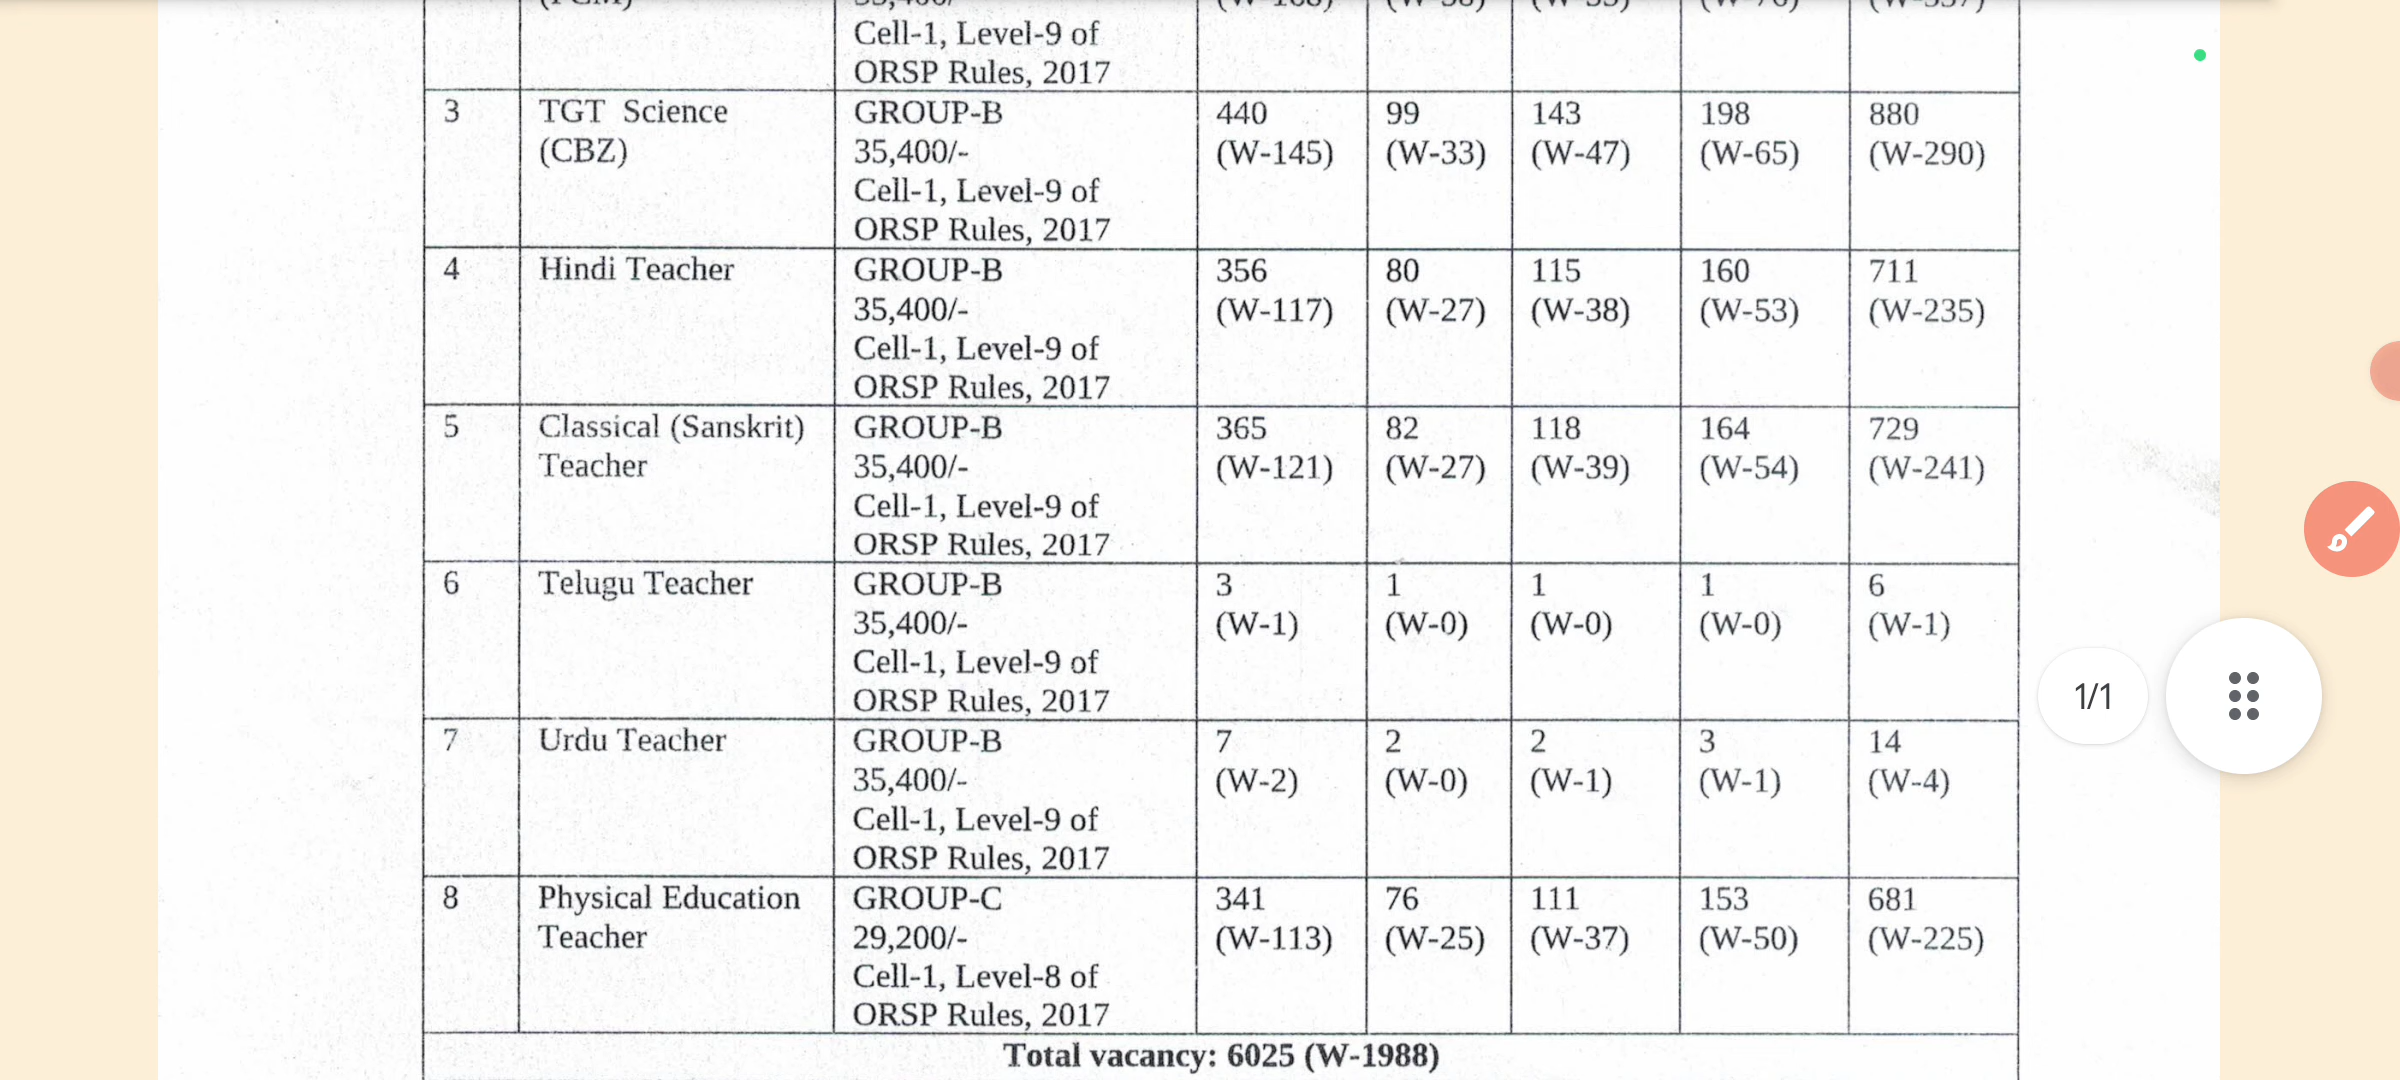 Cell-1, Level-9 of
ORSP Rules, 2017
3 TGT Science (CBZ) GROUP-B 440 99 143 198 880
35,400/- (W-145) (W-33) (W-47) (W-65) (W-290)
Cell-1, Level-9 of
ORSP Rules, 2017
4 Hindi Teacher GROUP-B 356 80 115 160 711
35,400/- (W-117) (W-27) (W-38) (W-53) (W-235)
Cell-1, Level-9 of
ORSP Rules, 2017
5 Classical (Sanskrit) GROUP-B 365 82 118 164 729
Teacher 35,400/- (W-121) (W-27) (W-39) (W-54) (W-241)
Cell-1, Level-9 of
ORSP Rules, 2017
6 Telugu Teacher GROUP-B 3 1 1 1 6
35,400/- (W-1) (W-0) (W-0) (W-0) (W-1)
Cell-1, Level-9 of
ORSP Rules, 2017
1/1
7 Urdu Teacher GROUP-B 7 2 2 3 14
35,400/- (W-2) (W-0) (W-1) (W-1) (W-4)
Cell-1, Level-9 of
ORSP Rules, 2017
8 Physical Education GROUP-C 341 76 111 153 681
Teacher 29,200/- (W-113) (W-25) (W-37) (W-50) (W-225)
Cell-1, Level-8 of
ORSP Rules, 2017
Total vacancy: 6025 (W-1988)